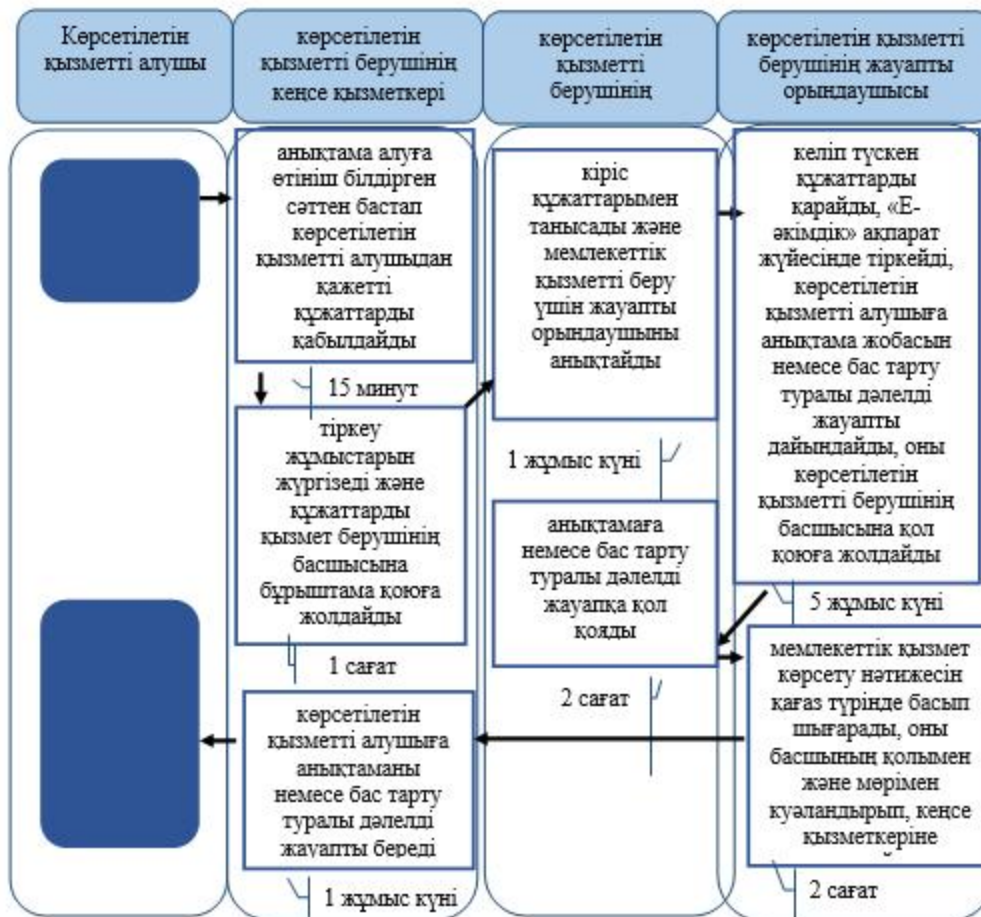 Көрсетілетін
қызметті алушы
көрсетілетін
қызметті берушінің
кеңсе қызметкері
көрсетілетін
қызметті
берушінің
көрсетілетін қызметті
берушінің жауапты
орындаушысы
анықтама алуға
өтініш білдірген
сәттен бастап
көрсетілетін
қызметті алушыдан
қажетті
құжаттарды
қабылдайды
15 минут
тіркеу
жұмыстарын
жүргізеді және
құжаттарды
қызмет берушінің
басшысына
бұрыштама қоюға
жолдайды
1 сағат
көрсетілетін
қызметті алушыға
анықтаманы
немесе бас тарту
туралы дәлелді
жауапты береді
1 жұмыс күні
кіріс
құжаттарымен
танысады және
мемлекеттік
қызметті беру
үшін жауапты
орындаушыны
анықтайды
1 жұмыс күні
анықтамаға
немесе бас тарту
туралы дәлелді
жауапқа қол
қояды
2 сағат
келіп түскен
құжаттарды
қарайды, «Е-
әкімдік» ақпарат
жүйесінде тіркейді,
көрсетілетін
қызметті алушыға
анықтама жобасын
немесе бас тарту
туралы дәлелді
жауапты
дайындайды, оны
көрсетілетін
қызметті берушінің
басшысына қол
қоюға жолдайды
5 жұмыс күні
мемлекеттік қызмет
көрсету нәтижесін
қағаз түрінде басып
шығарады, оны
басшының қолымен
және мөрімен
куәландырып, кеңсе
қызметкеріне
2 сағат